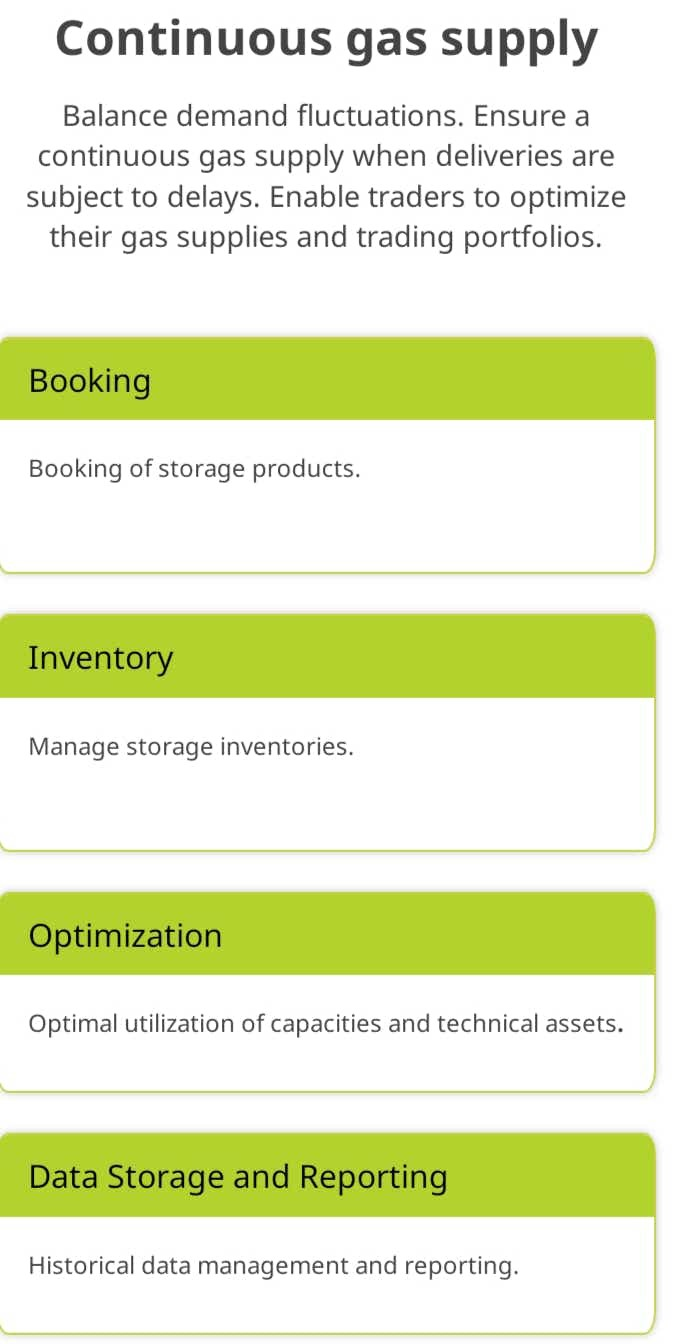 Continuous gas supply
Balance demand fluctuations. Ensure a
continuous gas supply when deliveries are
subject to delays. Enable traders to optimize
their gas supplies and trading portfolios.
Booking
Booking of storage products.
Inventory
Manage storage inventories.
Optimization
Optimal utilization of capacities and technical assets.
Data Storage and Reporting
Historical data management and reporting.